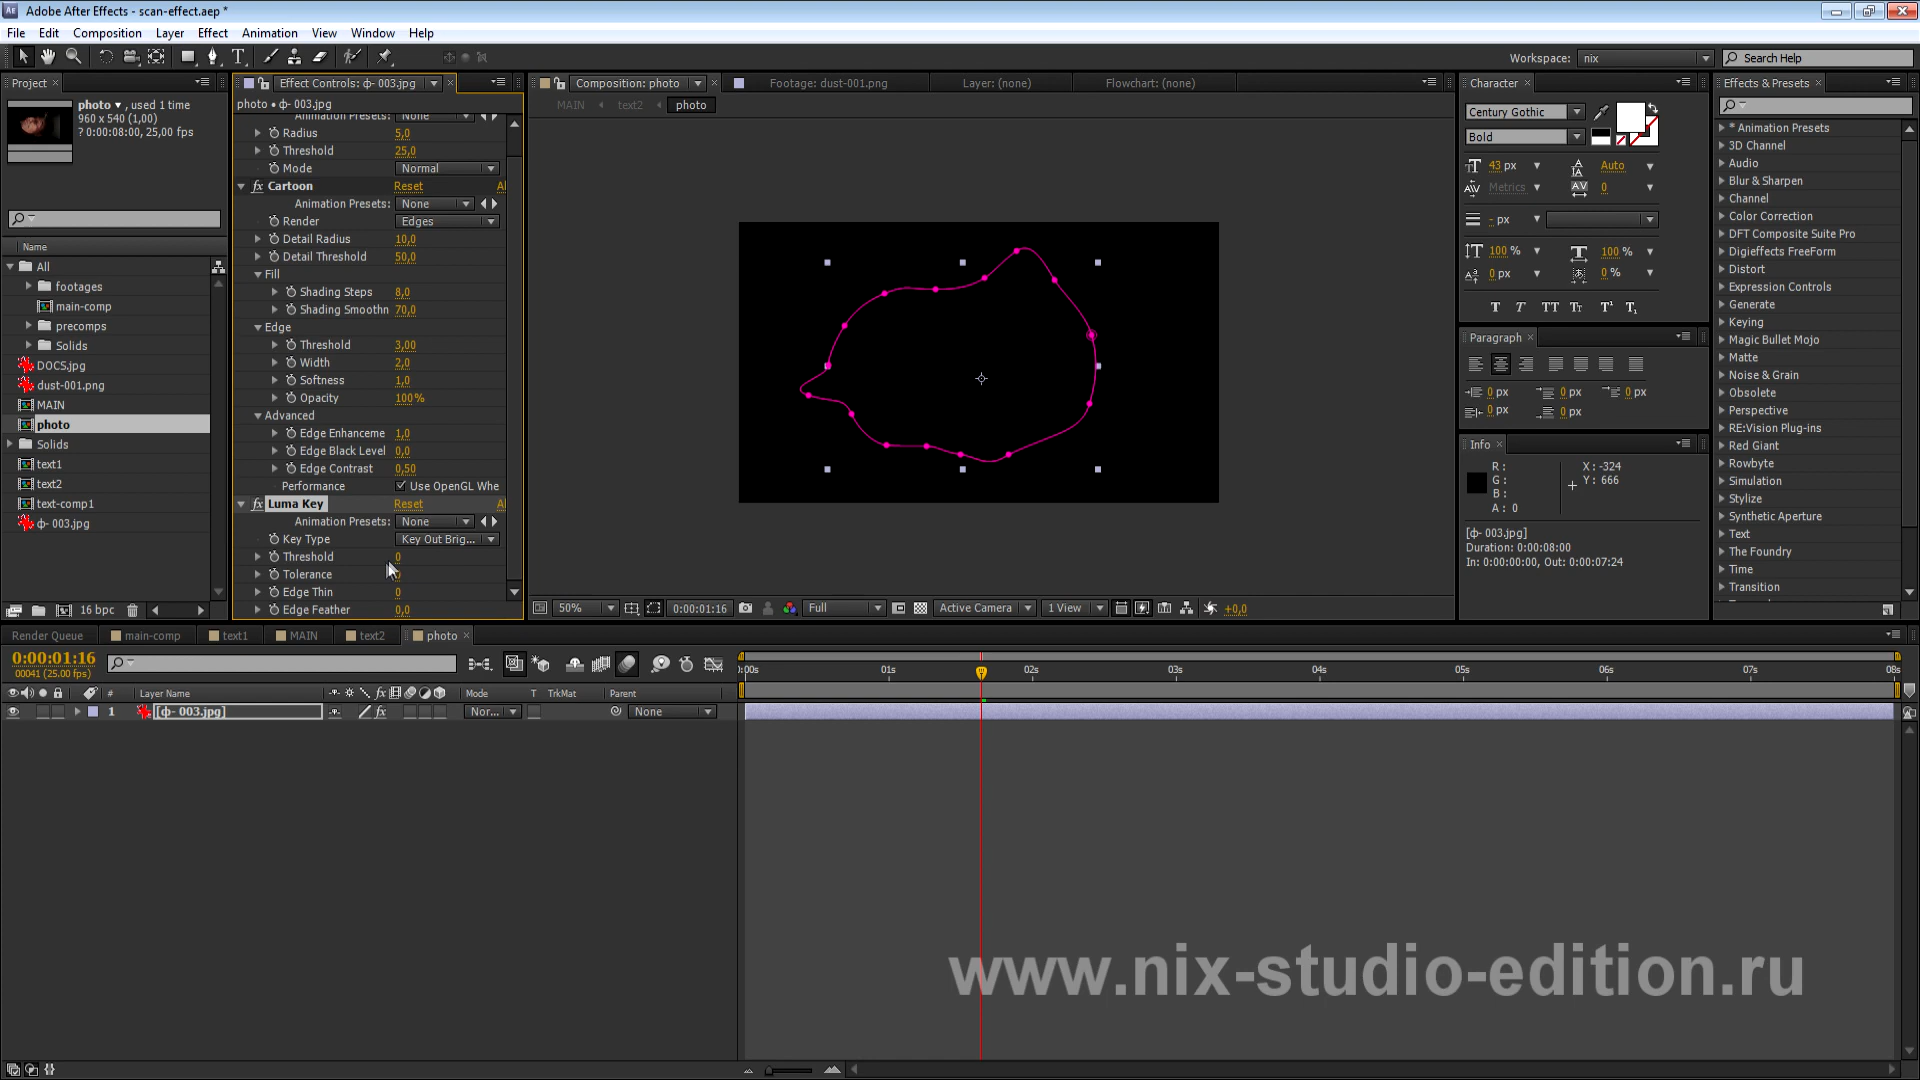 Adobe After Effects - scan-effect.aep *
File Edit Composition Layer Effect Animation View Window Help
Workspace: nix Search Help
Project
photo ▼, used 1 time
960 x 540 (1,00)
? 0:00:08:00, 25,00 fps
Name
All
footages
main-comp
precomps
Solids
DOCS.jpg
dust-001.png
MAIN
photo
Solids
text1
text2
text-comp1
ф- 003.jpg
16 bpc
Effect Controls: ф- 003.jpg
photo • ф- 003.jpg
Animation Presets: None
Radius 5,0
Threshold 25,0
Mode Normal
fx Cartoon Reset
Animation Presets: None
Render Edges
Detail Radius 10,0
Detail Threshold 50,0
Fill
Shading Steps 8,0
Shading Smoothn 70,0
Edge
Threshold 3,00
Width 2,0
Softness 1,0
Opacity 100 %
Advanced
Edge Enhanceme 1,0
Edge Black Level 0,0
Edge Contrast 0,50
Performance Use OpenGL Whe
fx Luma Key Reset
Animation Presets: None
Key Type Key Out Brig...
Threshold 0
Tolerance
Edge Thin 0
Edge Feather 0,0
Composition: photo Footage: dust-001.png Layer: (none) Flowchart: (none)
MAIN text2 photo
50% 0:00:01:16 Full Active Camera 1 View +0,0
Character
Century Gothic
Bold
43 px Auto
Metrics 0
- px
100 % 100 %
0 px 0 %
T T TT Tт T¹ T₁
Paragraph
0 px 0 px 0 px
0 px 0 px
Info
R : X : -324
G : Y : 666
B :
A : 0
[ф- 003.jpg]
Duration: 0:00:08:00
In: 0:00:00:00, Out: 0:00:07:24
Effects & Presets
* Animation Presets
3D Channel
Audio
Blur & Sharpen
Channel
Color Correction
DFT Composite Suite Pro
Digieffects FreeForm
Distort
Expression Controls
Generate
Keying
Magic Bullet Mojo
Matte
Noise & Grain
Obsolete
Perspective
RE:Vision Plug-ins
Red Giant
Rowbyte
Simulation
Stylize
Synthetic Aperture
Text
The Foundry
Time
Transition
Render Queue main-comp text1 MAIN text2 photo
0:00:01:16
00041 (25.00 fps)
:00s 01s 02s 03s 04s 05s 06s 07s 08s
# Layer Name Mode T TrkMat Parent
1 [ф- 003.jpg] Nor... None
www.nix-studio-edition.ru